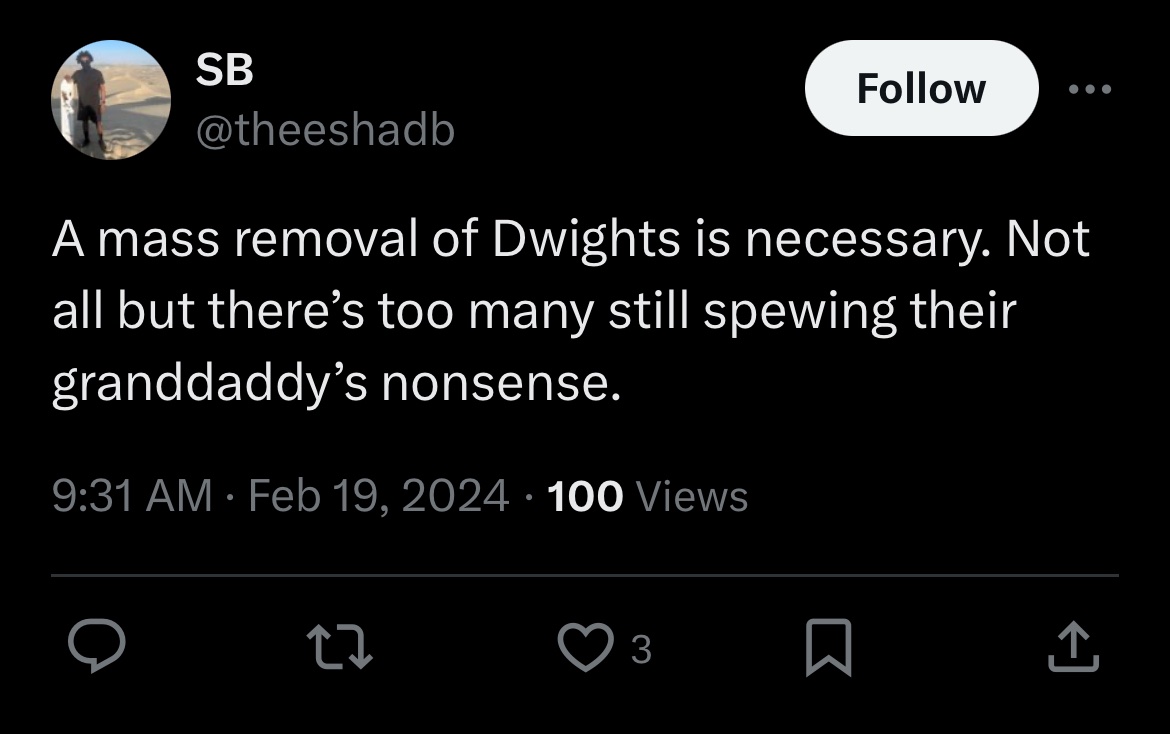 SB
Follow
@theeshadb
A mass removal of Dwights is necessary. Not
all but there’s too many still spewing their
granddaddy’s nonsense.
9:31 AM · Feb 19, 2024 · 100 Views
3